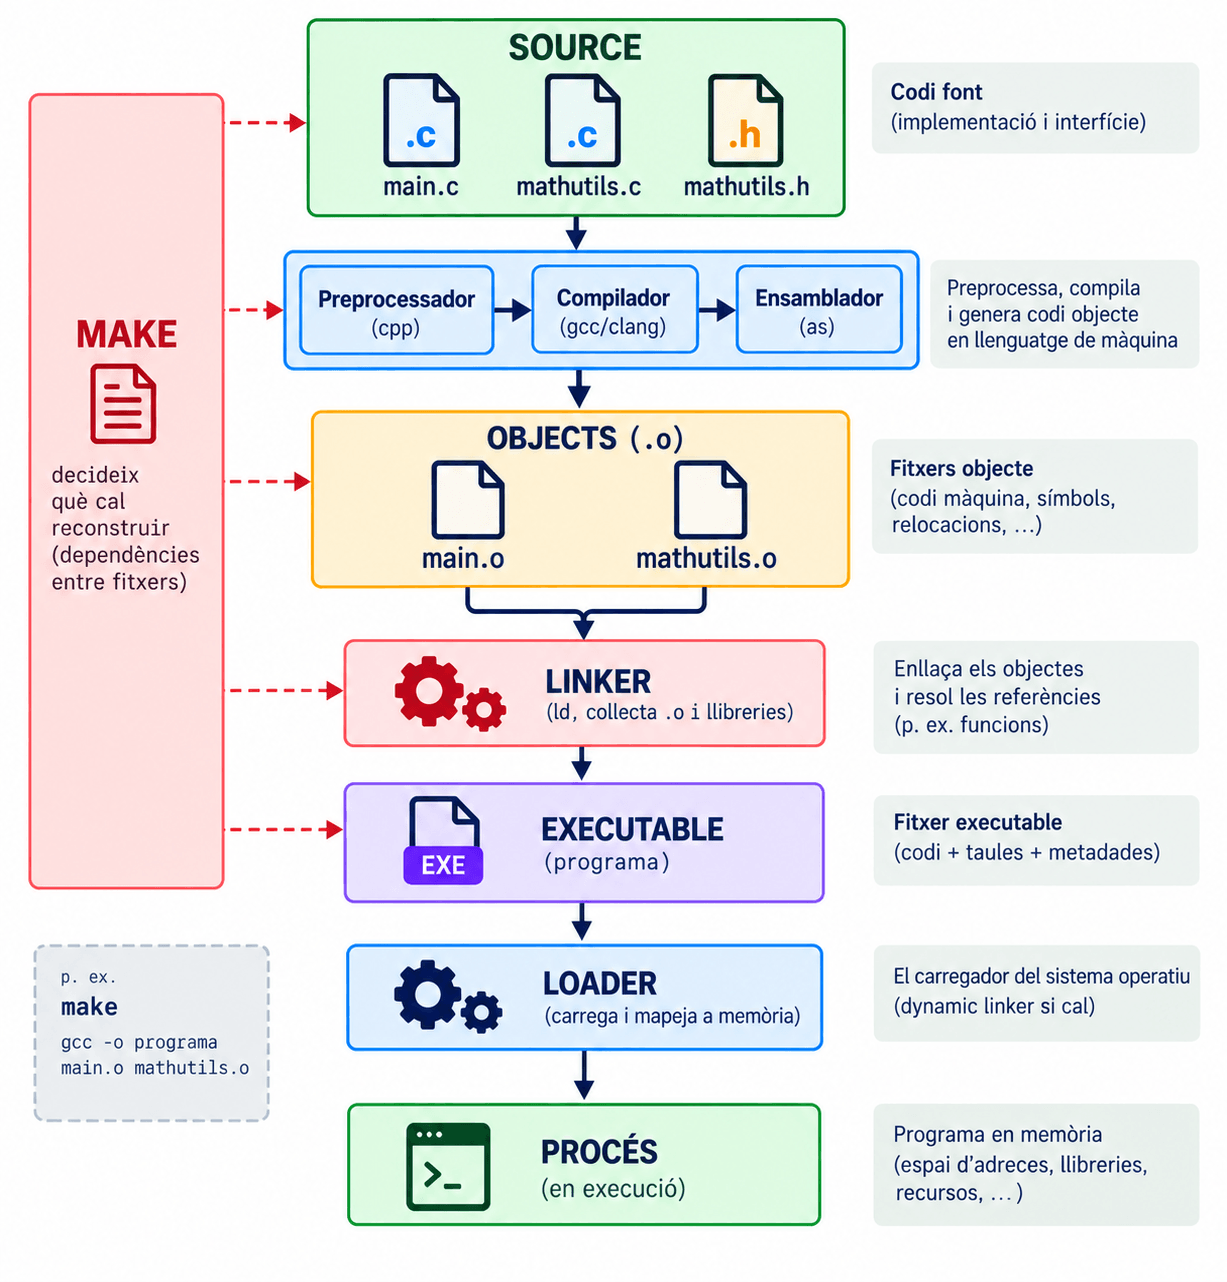 SOURCE
.c
.c
.h
main.c
mathutils.c
mathutils.h
Codi font
(implementació i interfície)
MAKE
decideix
què cal
reconstruir
(dependències
entre fitxers)
Preprocessador
(cpp)
Compilador
(gcc/clang)
Ensamblador
(as)
Preprocessa, compila
i genera codi objecte
en llenguatge de màquina
OBJECTS (.o)
main.o
mathutils.o
Fitxers objecte
(codi màquina, símbols,
relocacions, ...)
LINKER
(ld, collecta .o i llibreries)
Enllaça els objectes
i resol les referències
(p. ex. funcions)
EXE
EXECUTABLE
(programa)
Fitxer executable
(codi + taules + metadades)
p. ex.
make
gcc -o programa
main.o mathutils.o
LOADER
(carrega i mapeja a memòria)
El carregador del sistema operatiu
(dynamic linker si cal)
>_
PROCÉS
(en execució)
Programa en memòria
(espai d'adreces, llibreries,
recursos, ...)